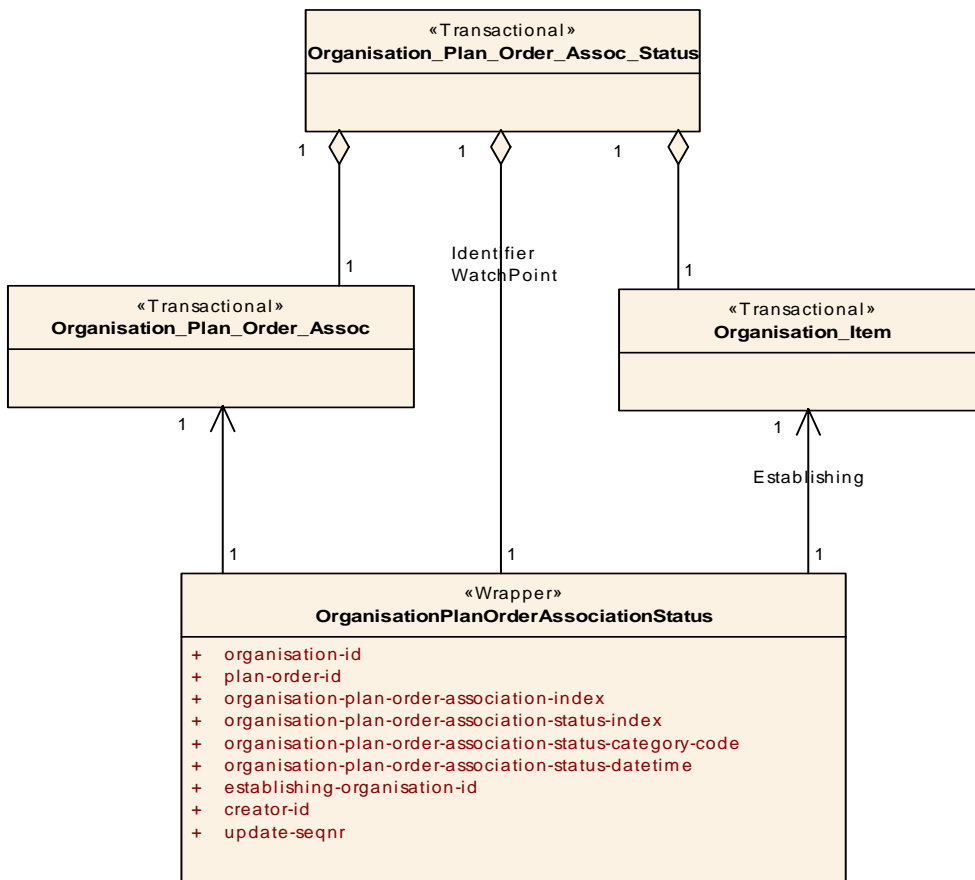 «Transactional»
Organisation_Plan_Order_Assoc_Status
1
1
1
Identifier
WatchPoint
1
1
«Transactional»
Organisation_Plan_Order_Assoc
«Transactional»
Organisation_Item
1
1
Establishing
1
1
1
«Wrapper»
OrganisationPlanOrderAssociationStatus
+ organisation-id
+ plan-order-id
+ organisation-plan-order-association-index
+ organisation-plan-order-association-status-index
+ organisation-plan-order-association-status-category-code
+ organisation-plan-order-association-status-datetime
+ establishing-organisation-id
+ creator-id
+ update-seqnr